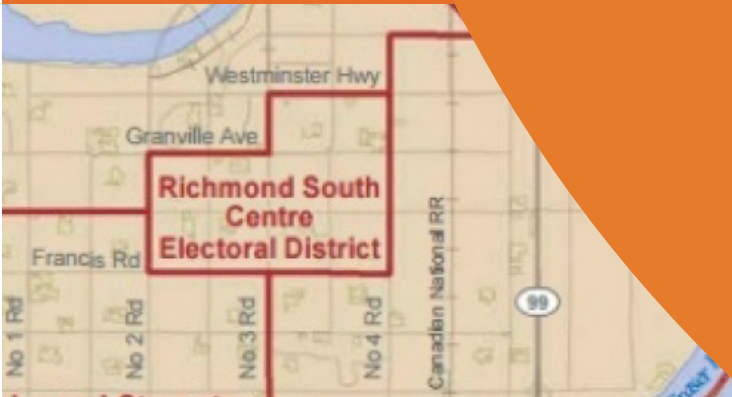 Westminster Hwy
Granville Ave
Richmond South
Centre
Electoral District
Francis Rd
No 1 Rd
No 2 Rd
No 3 Rd
No 4 Rd
Canadian National RR
99